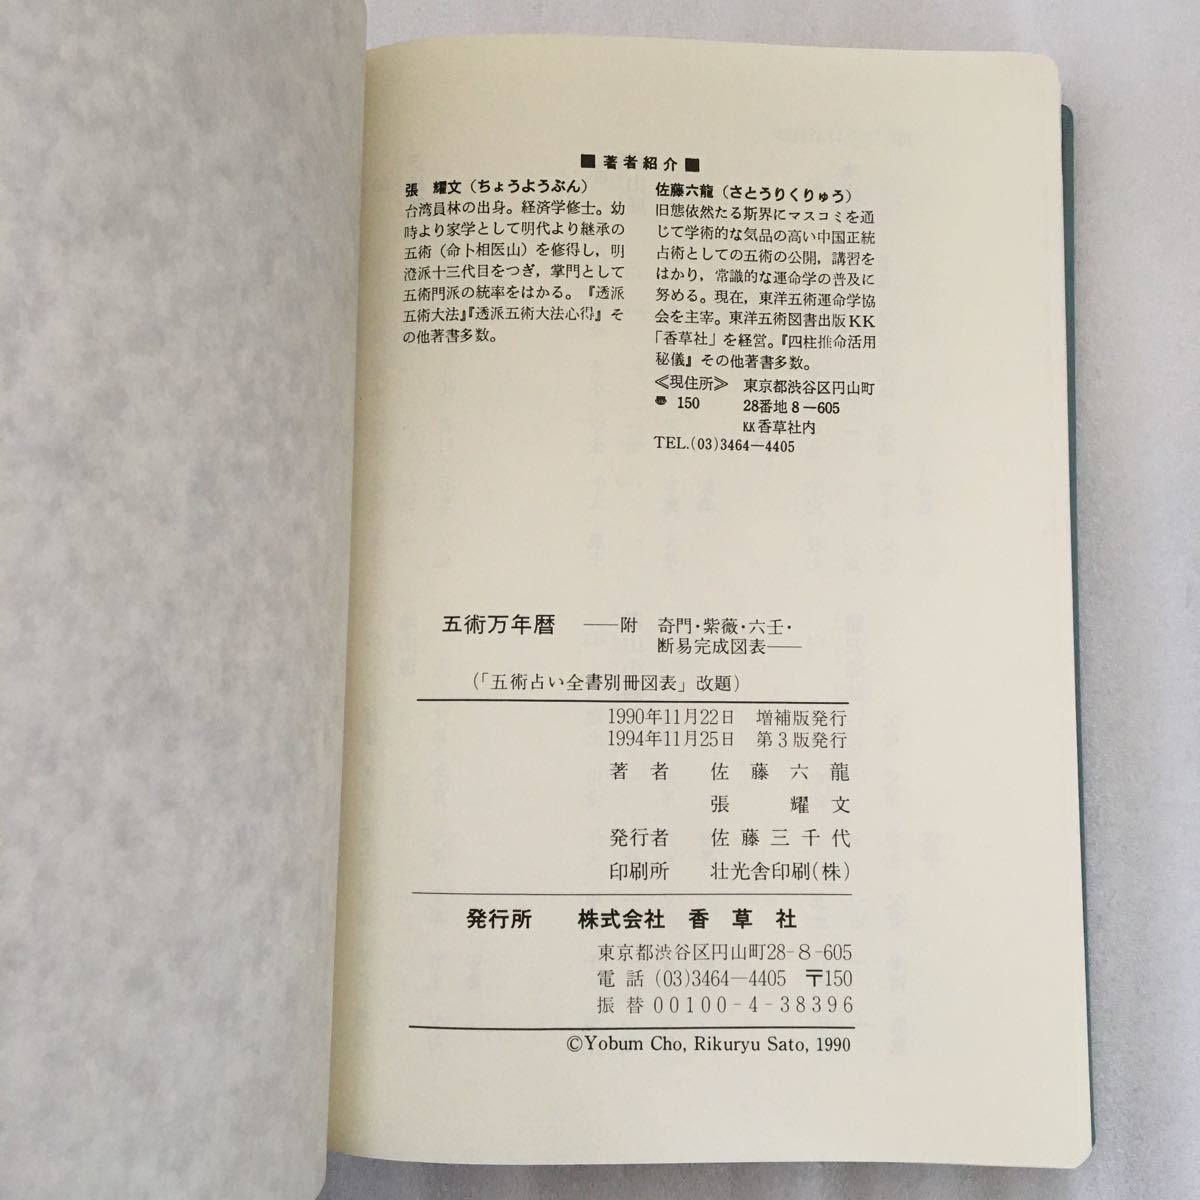 ■著者紹介■
張　耀文（ちょうようぶん）
台湾員林の出身。経済学修士。幼
時より家学として明代より継承の
五術（命卜相医山）を修得し，明
澄派十三代目をつぎ，掌門として
五術門派の統率をはかる。『透派
五術大法』『透派五術大法心得』そ
の他著書多数。
佐藤六龍（さとうりくりゅう）
旧態依然たる斯界にマスコミを通
じて学術的な気品の高い中国正統
占術としての五術の公開，講習を
はかり，常識的な運命学の普及に
努める。現在，東洋五術運命学協
会を主宰。東洋五術図書出版KK
「香草社」を経営。『四柱推命活用
秘儀』その他著書多数。
≪現住所≫　東京都渋谷区円山町
150　28番地８－605
KK香草社内
TEL.(03)3464－4405
五術万年暦　――附　奇門・紫薇・六壬・
断易完成図表――
（「五術占い全書別冊図表」改題）
1990年11月22日　増補版発行
1994年11月25日　第３版発行
著　者　佐　藤　六　龍
張　　耀　文
発行者　佐　藤　三　千　代
印刷所　壮光舎印刷(株)
発行所　株式会社　香　草　社
東京都渋谷区円山町28-８-605
電　話　(03)3464－4405　〒150
振　替　00100-4-38396
©Yobum Cho, Rikuryu Sato, 1990